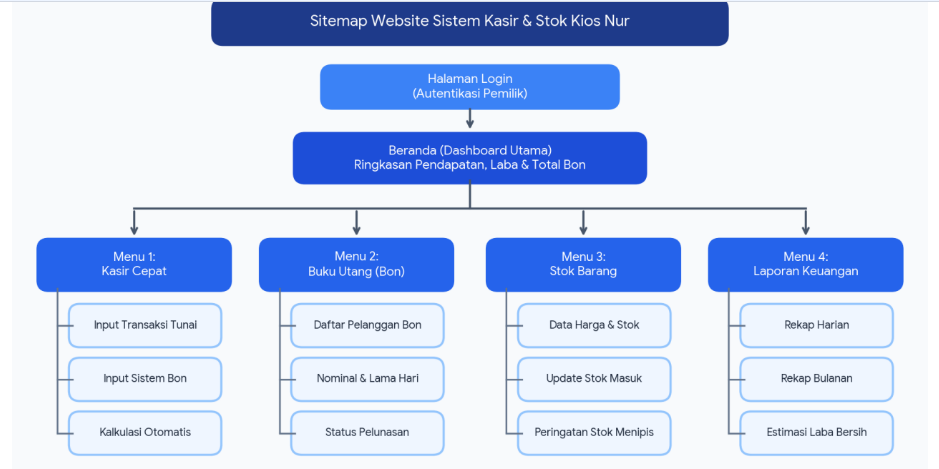 Sitemap Website Sistem Kasir & Stok Kios Nur
Halaman Login
(Autentikasi Pemilik)
Beranda (Dashboard Utama)
Ringkasan Pendapatan, Laba & Total Bon
Menu 1:
Kasir Cepat
Input Transaksi Tunai
Input Sistem Bon
Kalkulasi Otomatis
Menu 2:
Buku Utang (Bon)
Daftar Pelanggan Bon
Nominal & Lama Hari
Status Pelunasan
Menu 3:
Stok Barang
Data Harga & Stok
Update Stok Masuk
Peringatan Stok Menipis
Menu 4:
Laporan Keuangan
Rekap Harian
Rekap Bulanan
Estimasi Laba Bersih